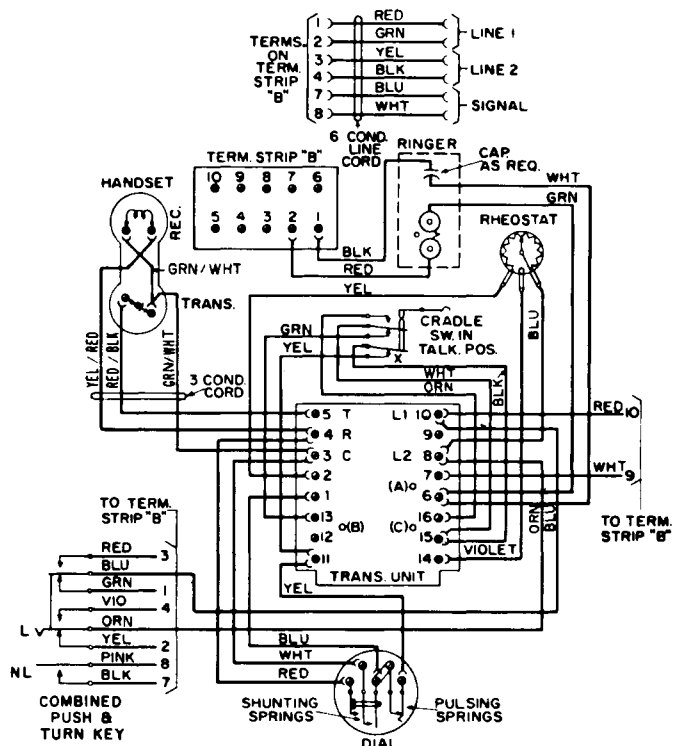 1 RED
2 GRN LINE 1
3 YEL
4 BLK LINE 2
7 BLU
8 WHT SIGNAL
TERMS.
ON
TERM.
STRIP
"B"
6 COND.
LINE
CORD
TERM. STRIP "B"
10 9 8 7 6
5 4 3 2 1
RINGER
CAP.
AS REQ.
WHT
GRN
HANDSET
REC.
GRN/WHT
TRANS.
BLK
RED
YEL
RHEOSTAT
BLU
YEL/RED
RED/BLK
GRN/WHT
3 COND.
CORD
GRN
YEL
CRADLE
SW. IN
TALK. POS.
X
WHT
ORN
BLK
5 T L1 10
4 R 9
3 C L2 8
2 7
1 (A) 6
13 (B) (C) 16
12 15
11 14
TRANS. UNIT
RED 10
WHT 9
TO TERM.
STRIP "B"
ORN
BLU
VIOLET
YEL
TO TERM.
STRIP "B"
RED 3
BLU
GRN 1
VIO 4
ORN
YEL 2
PINK 8
BLK 7
L
NL
COMBINED
PUSH &
TURN KEY
BLU
WHT
RED
SHUNTING
SPRINGS
PULSING
SPRINGS
DIAL